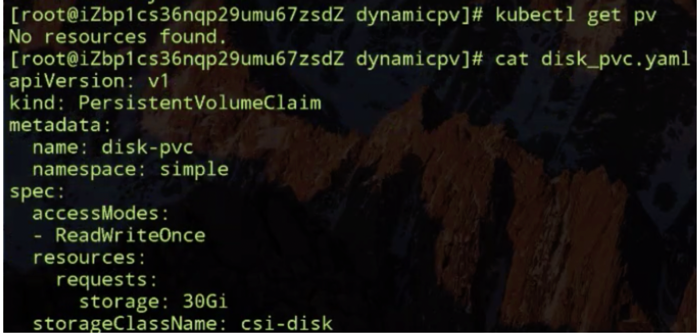 [root@iZbp1cs36nqp29umu67zsdZ dynamicpv]# kubectl get pv
No resources found.
[root@iZbp1cs36nqp29umu67zsdZ dynamicpv]# cat disk_pvc.yaml
apiVersion: v1
kind: PersistentVolumeClaim
metadata:
  name: disk-pvc
  namespace: simple
spec:
  accessModes:
  - ReadWriteOnce
  resources:
    requests:
      storage: 30Gi
  storageClassName: csi-disk